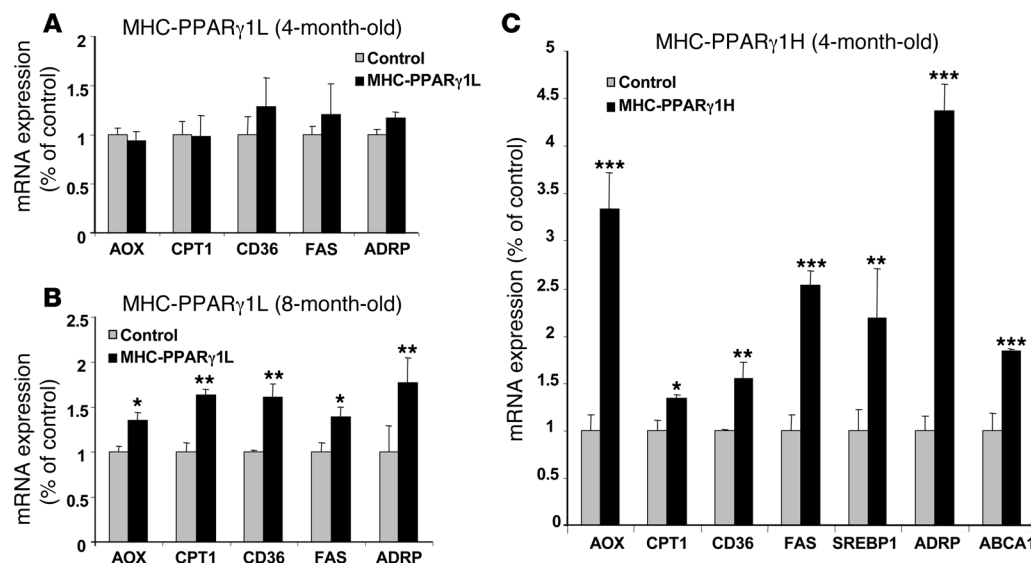 A
MHC-PPARγ1L (4-month-old)
mRNA expression
(% of control)
2
1.5
1
0.5
0
Control
MHC-PPARγ1L
AOX CPT1 CD36 FAS ADRP
B
MHC-PPARγ1L (8-month-old)
mRNA expression
(% of control)
2.5
2
1.5
1
0.5
0
Control
MHC-PPARγ1L
* ** ** * **
AOX CPT1 CD36 FAS ADRP
C
MHC-PPARγ1H (4-month-old)
mRNA expression (% of control)
5
4.5
4
3.5
3
2.5
2
1.5
1
0.5
0
Control
MHC-PPARγ1H
*** * ** *** ** *** ***
AOX CPT1 CD36 FAS SREBP1 ADRP ABCA1